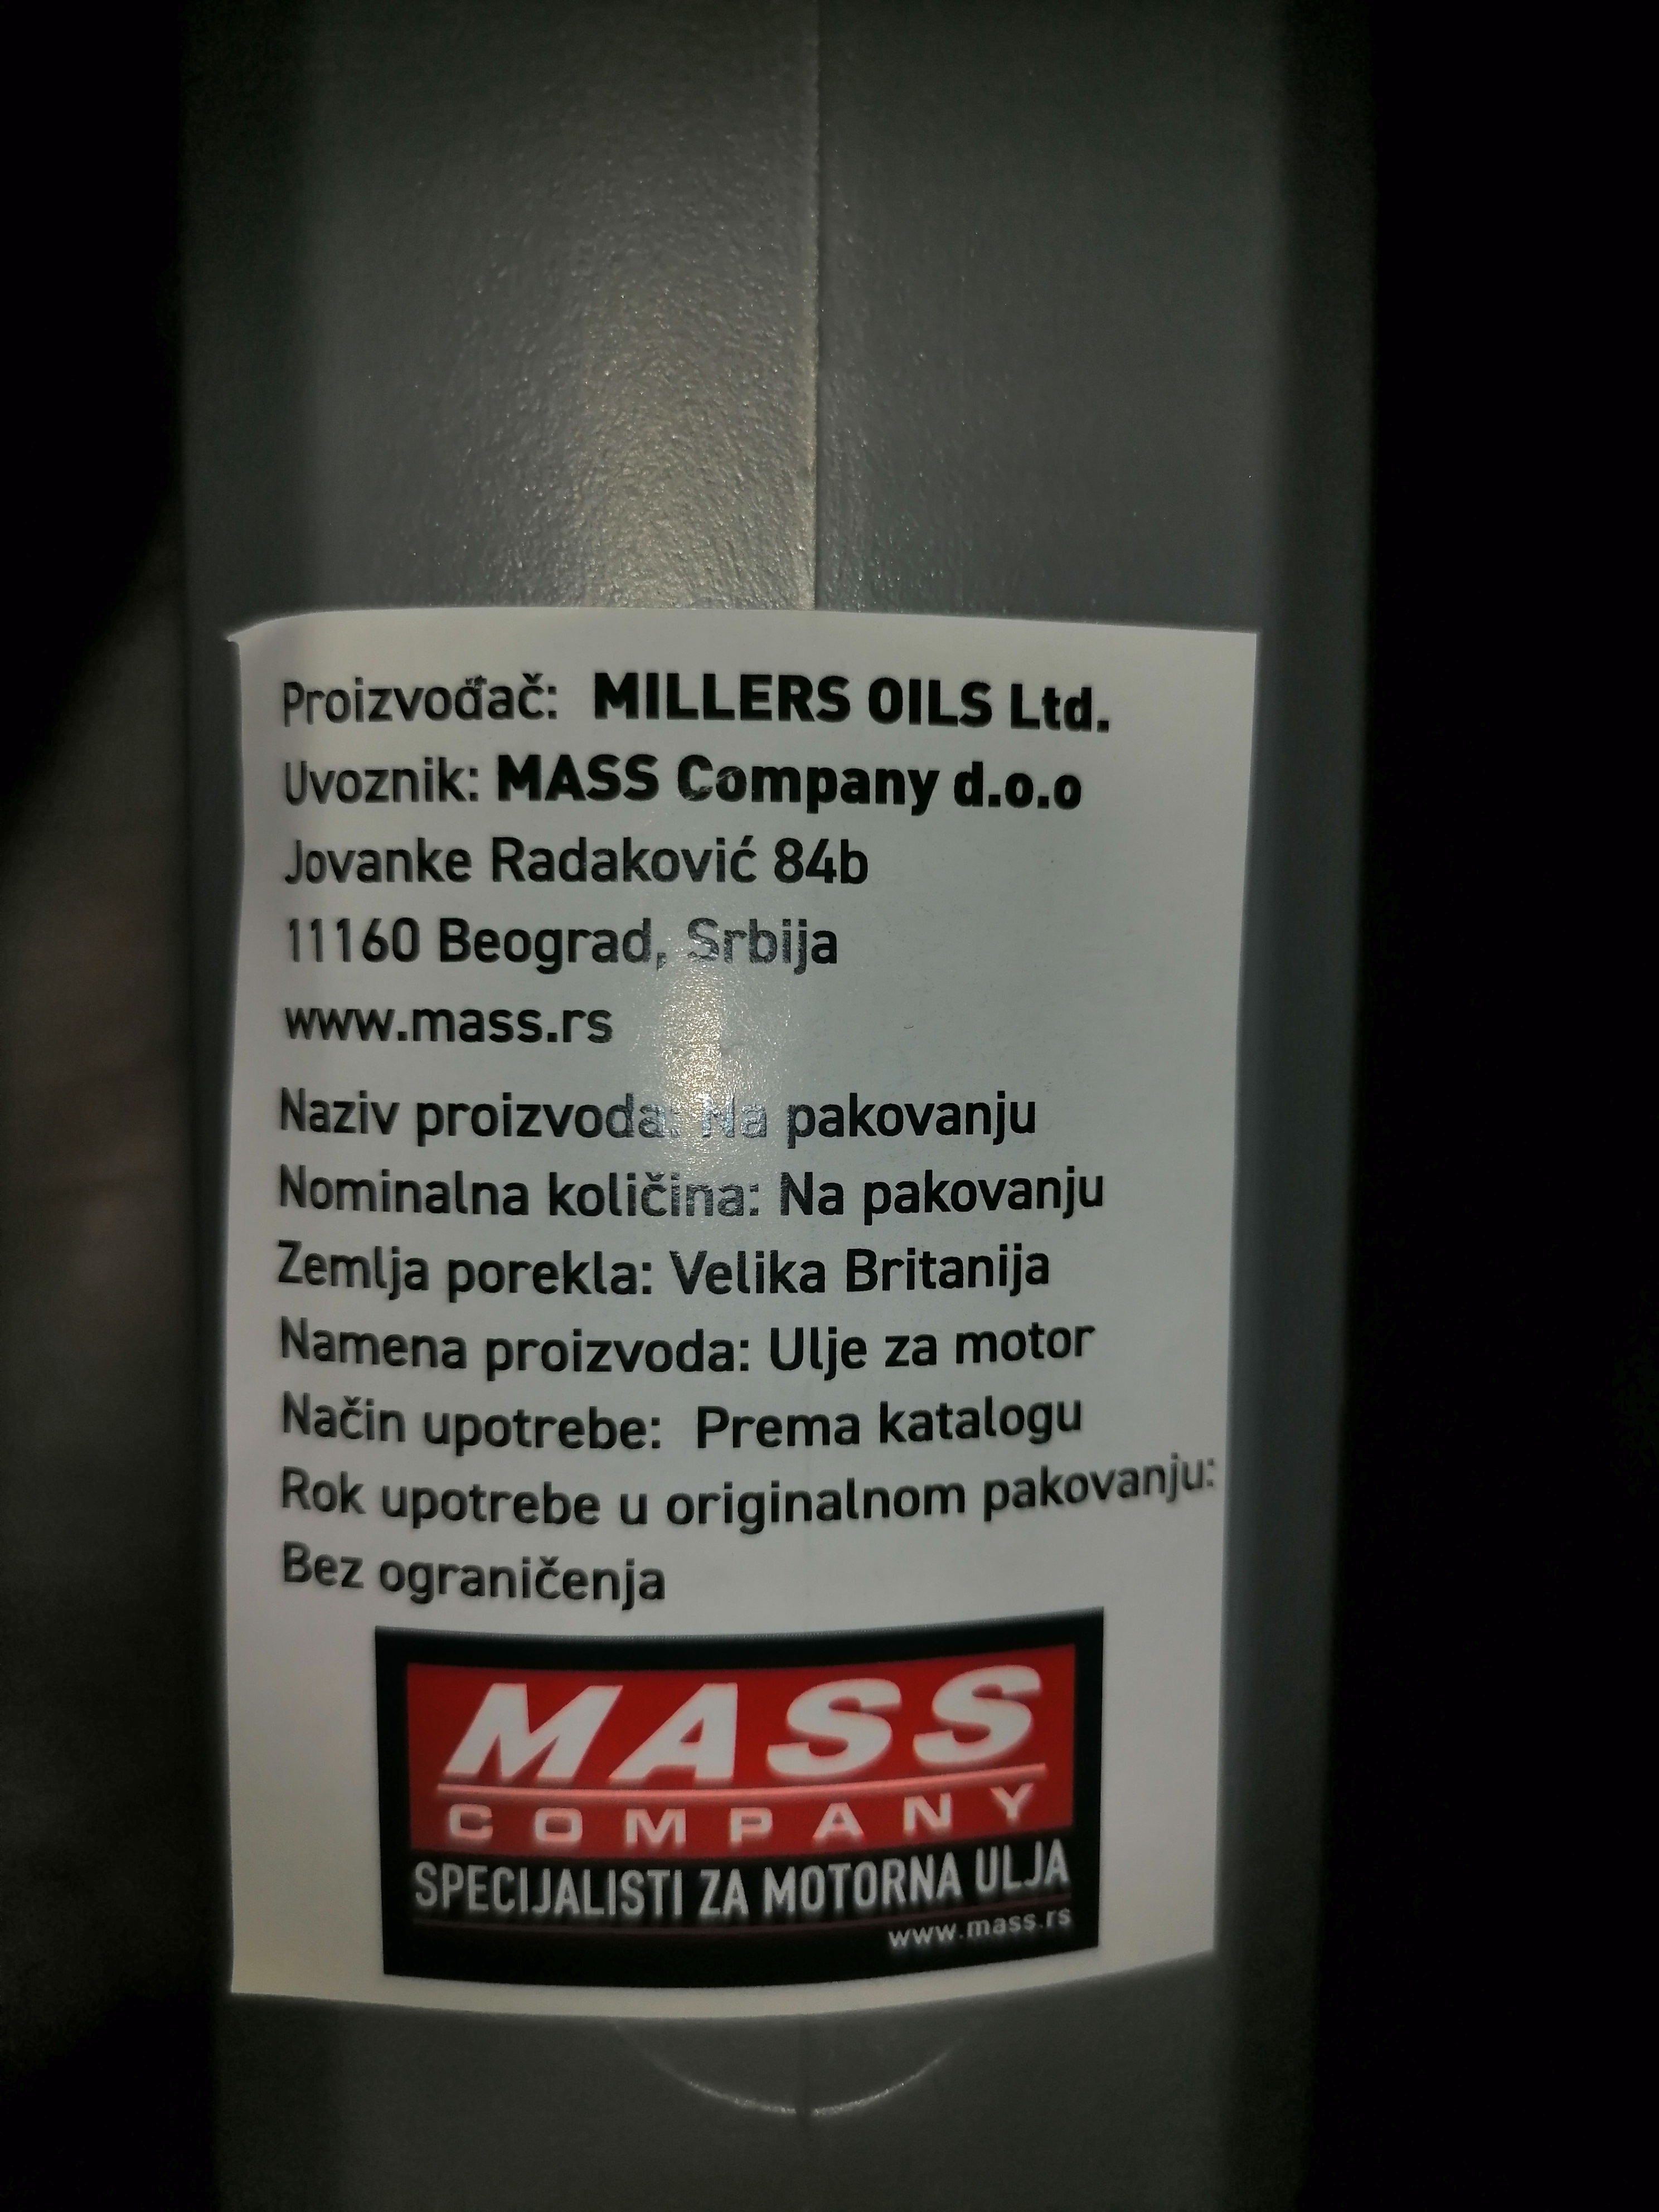 Proizvođač: MILLERS OILS Ltd.
Uvoznik: MASS Company d.o.o
Jovanke Radaković 84b
11160 Beograd, Srbija
www.mass.rs
Naziv proizvoda: Na pakovanju
Nominalna količina: Na pakovanju
Zemlja porekla: Velika Britanija
Namena proizvoda: Ulje za motor
Način upotrebe: Prema katalogu
Rok upotrebe u originalnom pakovanju:
Bez ograničenja
MASS
COMPANY
SPECIJALISTI ZA MOTORNA ULJA
www.mass.rs